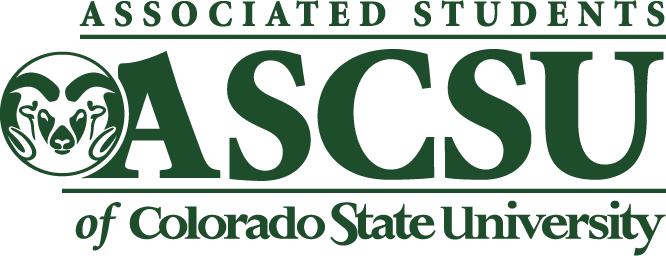 ASSOCIATED STUDENTS
ASCSU
of Colorado State University